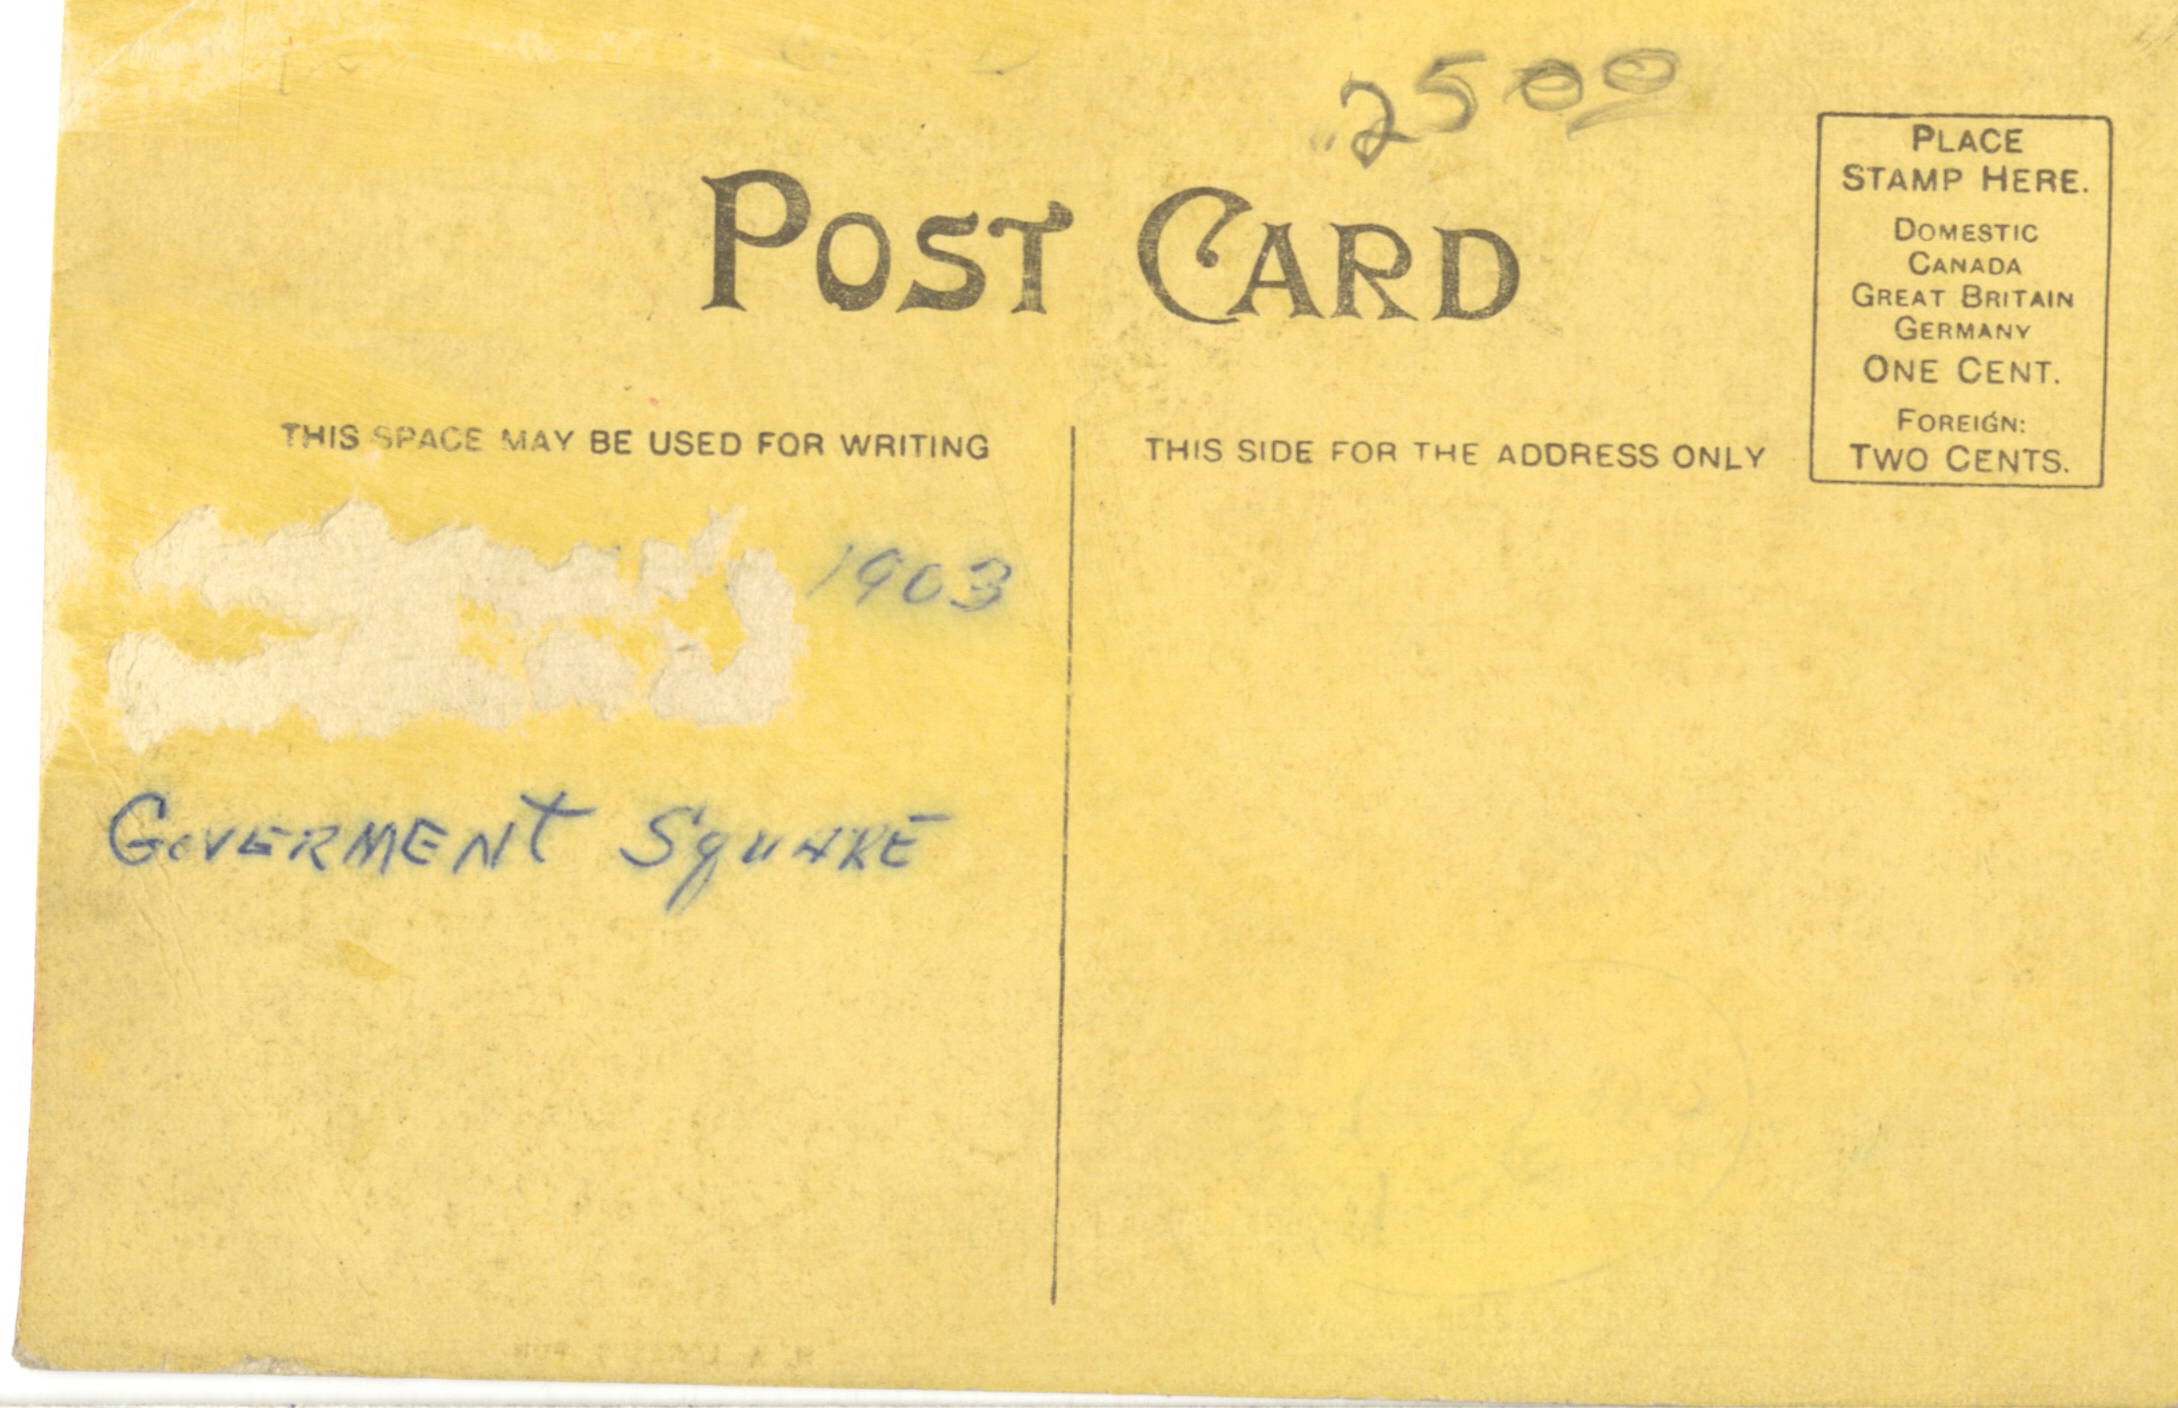 2500
POST CARD
PLACE
STAMP HERE.
DOMESTIC
CANADA
GREAT BRITAIN
GERMANY
ONE CENT.
FOREIGN:
TWO CENTS.
THIS SPACE MAY BE USED FOR WRITING
THIS SIDE FOR THE ADDRESS ONLY
1903
GOVERMENT SQUARE